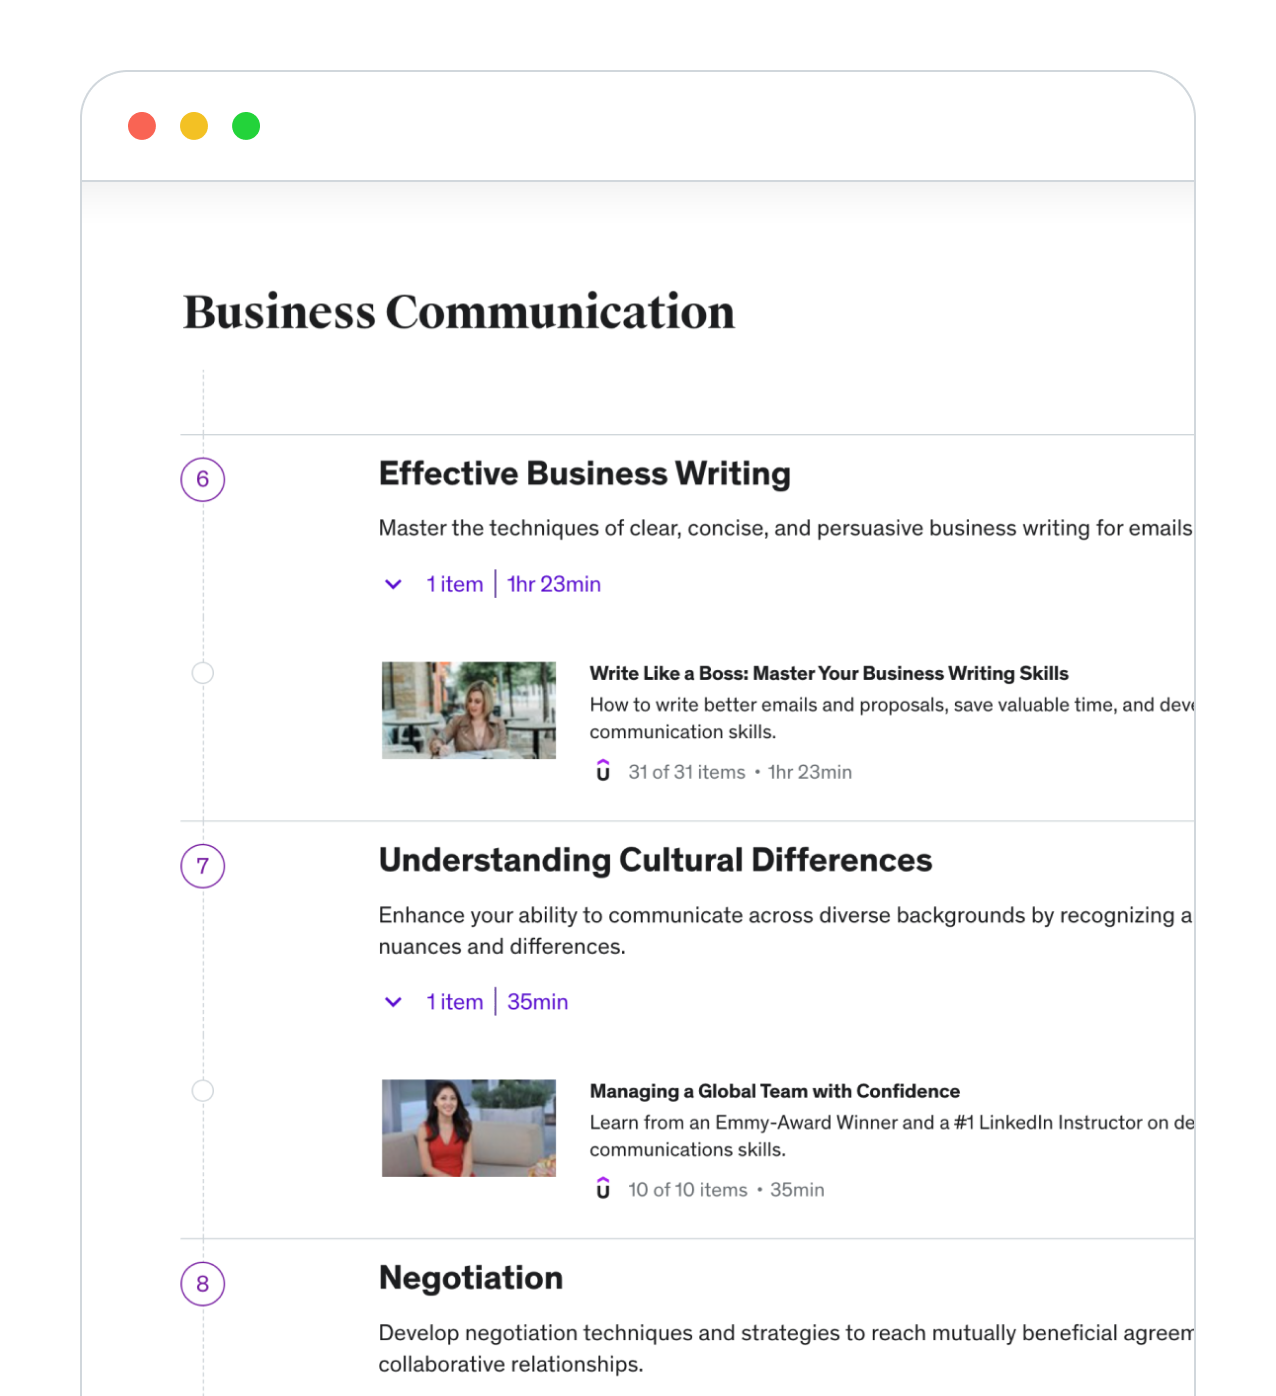 Business Communication
6
Effective Business Writing
Master the techniques of clear, concise, and persuasive business writing for emails
1 item | 1hr 23min
Write Like a Boss: Master Your Business Writing Skills
How to write better emails and proposals, save valuable time, and deve
communication skills.
31 of 31 items • 1hr 23min
7
Understanding Cultural Differences
Enhance your ability to communicate across diverse backgrounds by recognizing a
nuances and differences.
1 item | 35min
Managing a Global Team with Confidence
Learn from an Emmy-Award Winner and a #1 LinkedIn Instructor on de
communications skills.
10 of 10 items • 35min
8
Negotiation
Develop negotiation techniques and strategies to reach mutually beneficial agreem
collaborative relationships.